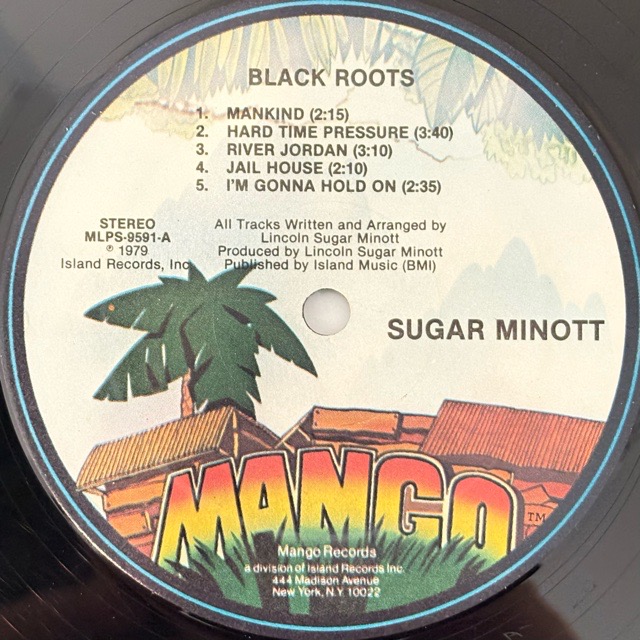 BLACK ROOTS
1. MANKIND (2:15)
2. HARD TIME PRESSURE (3:40)
3. RIVER JORDAN (3:10)
4. JAIL HOUSE (2:10)
5. I'M GONNA HOLD ON (2:35)
STEREO
MLPS-9591-A
℗ 1979
Island Records, Inc.
All Tracks Written and Arranged by
Lincoln Sugar Minott
Produced by Lincoln Sugar Minott
Published by Island Music (BMI)
SUGAR MINOTT
MANGO TM
Mango Records
a division of Island Records Inc.
444 Madison Avenue
New York, N.Y. 10022